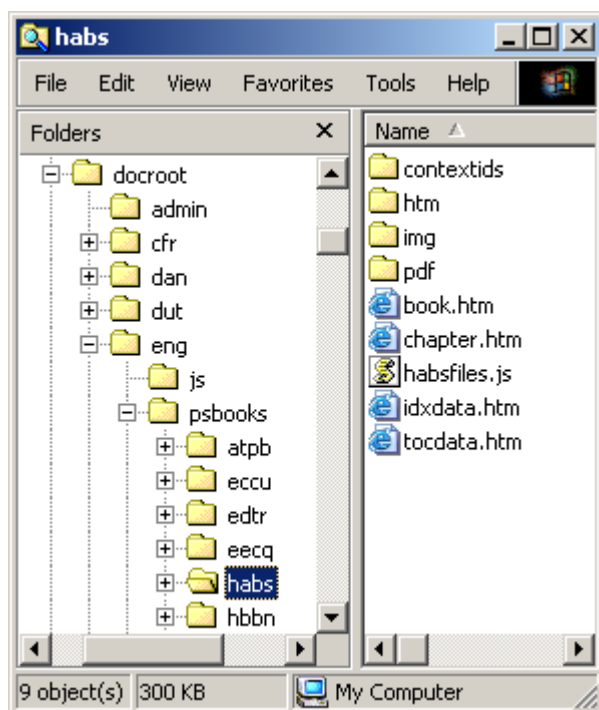 habs
File Edit View Favorites Tools Help
Folders
docroot
admin
cfr
dan
dut
eng
js
psbooks
atpb
eccu
edtr
eecq
habs
hbbn
Name
contextids
htm
img
pdf
book.htm
chapter.htm
habsfiles.js
idxdata.htm
tocdata.htm
9 object(s) 300 KB My Computer